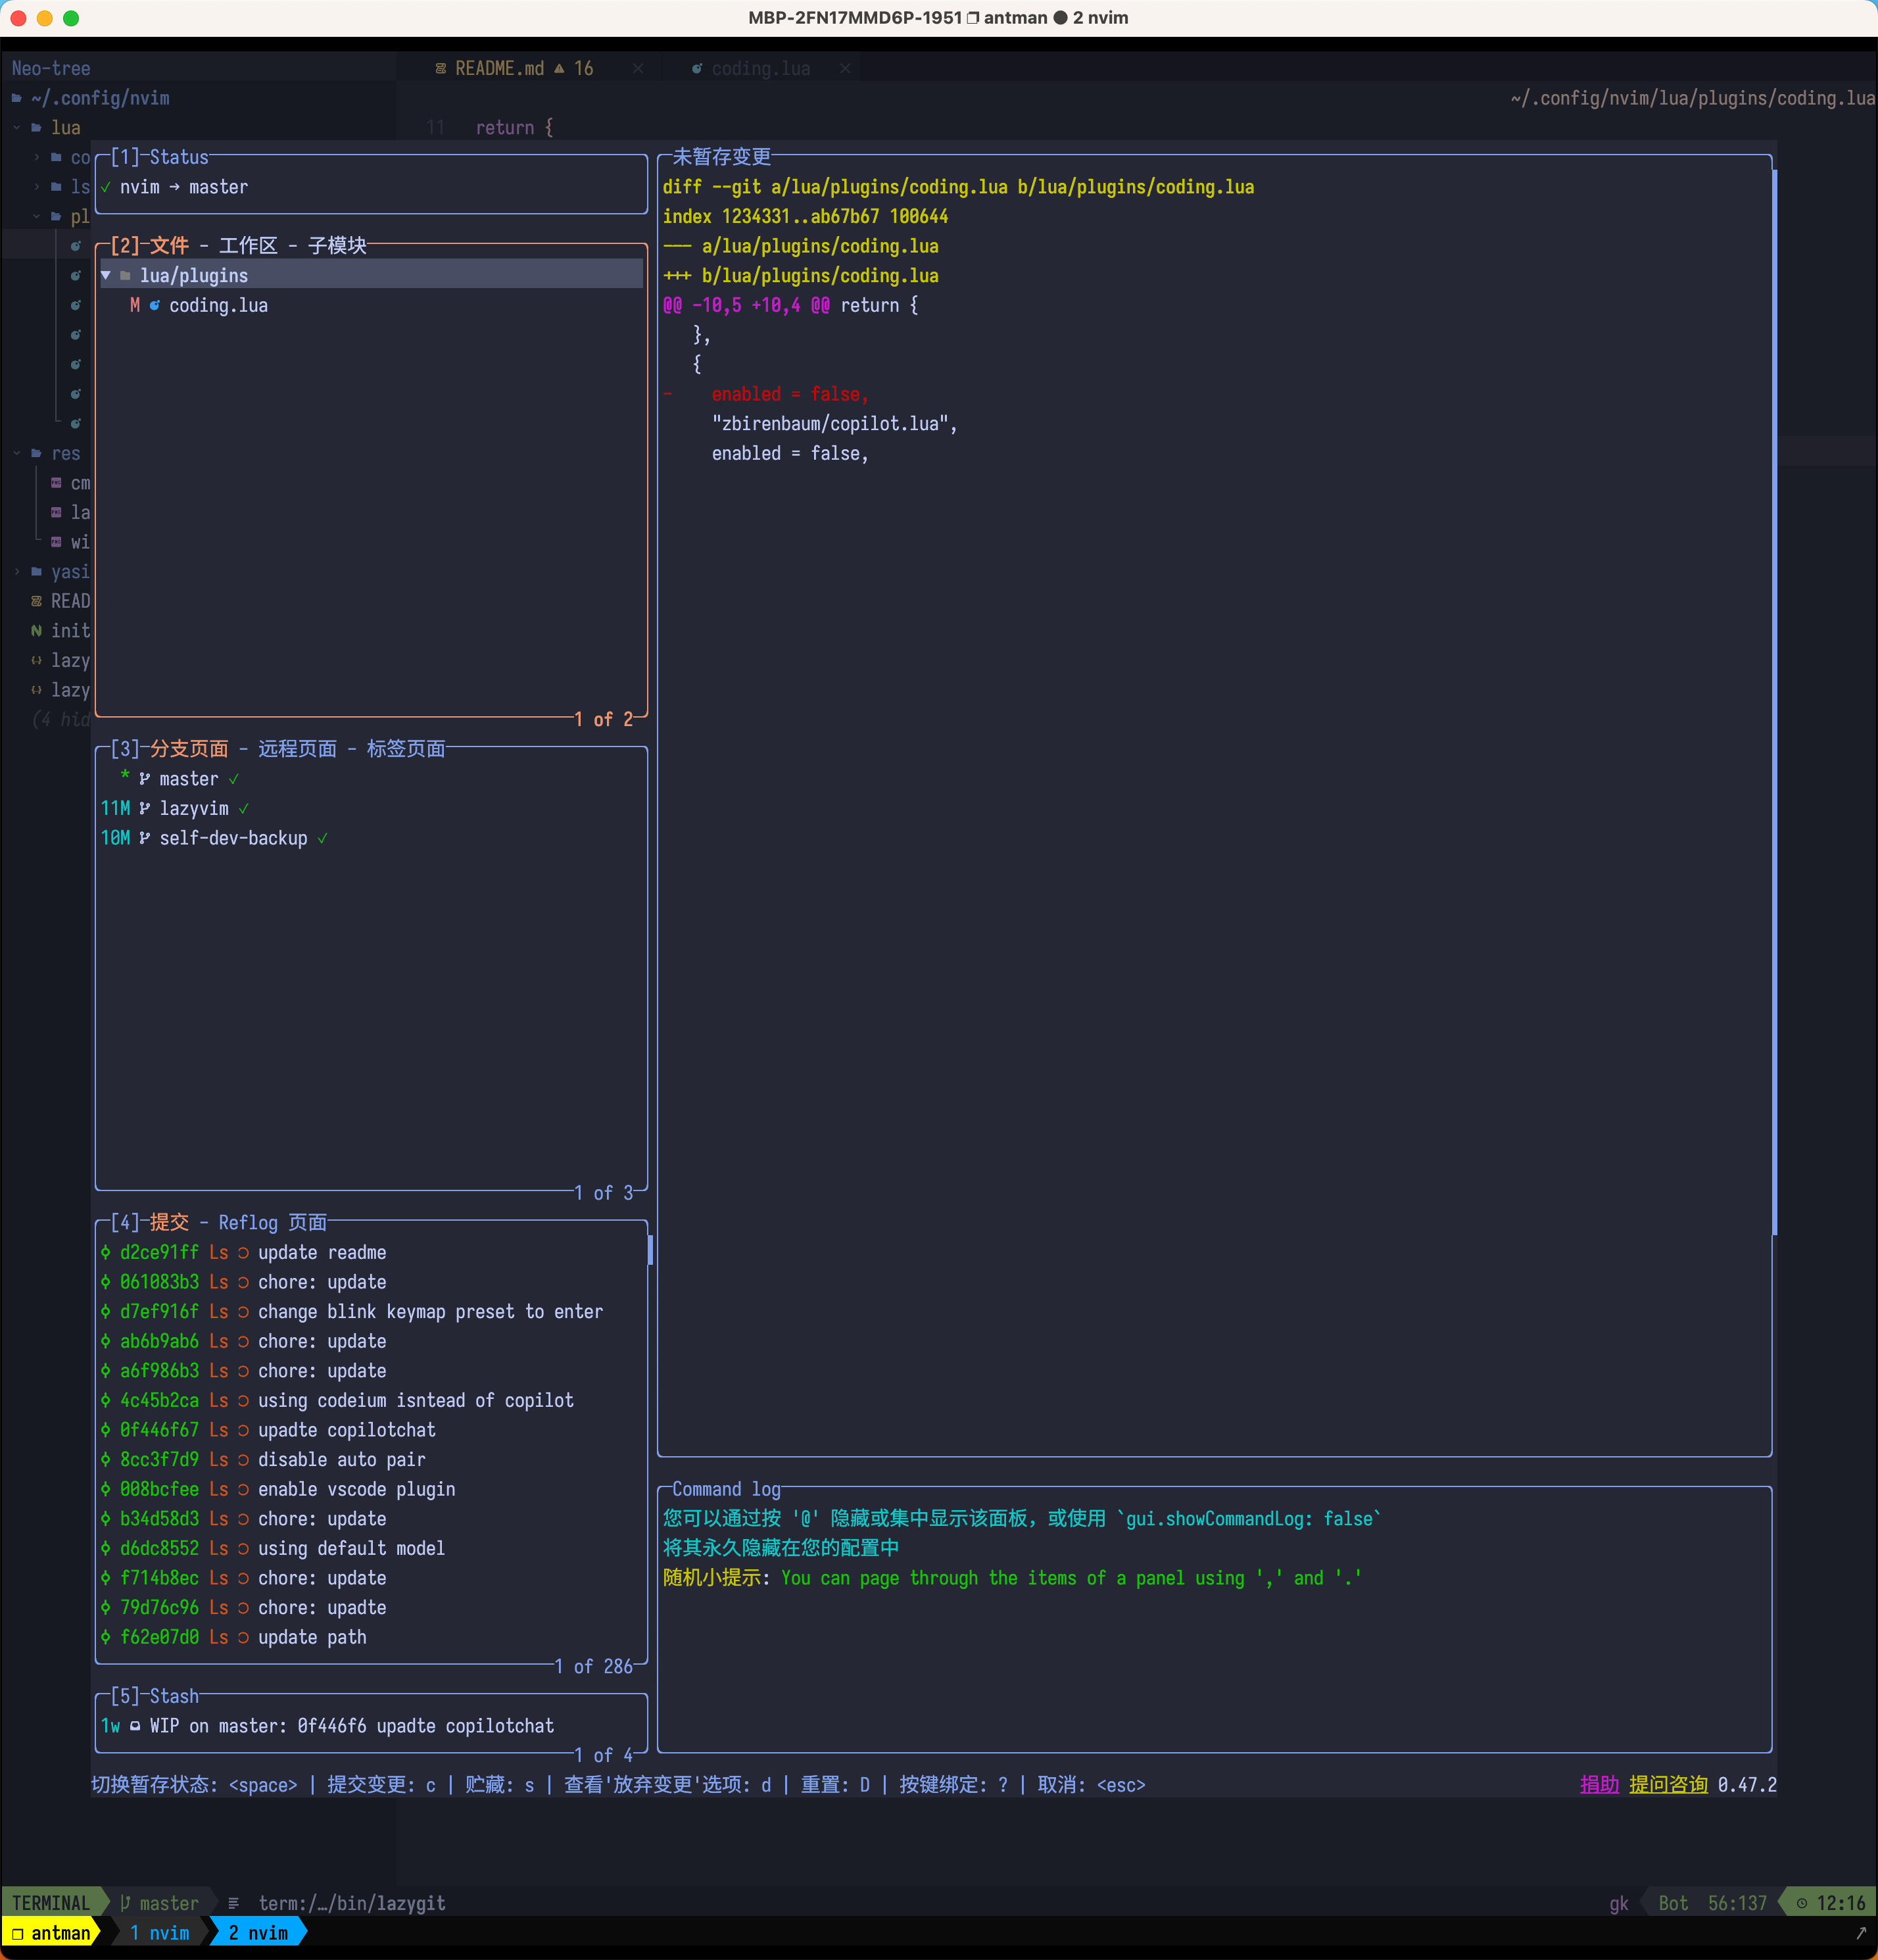 MBP-2FN17MMD6P-1951 antman ● 2 nvim
Neo-tree
README.md 16
coding.lua
~/.config/nvim
~/.config/nvim/lua/plugins/coding.lua
lua
11 return {
co
ls
pl
res
cm
la
wi
yasi
READ
init
lazy
lazy
(4 hid
[1]─Status
✓ nvim → master
[2]─文件 - 工作区 - 子模块
▼ lua/plugins
M coding.lua
1 of 2
[3]─分支页面 - 远程页面 - 标签页面
* master ✓
11M lazyvim ✓
10M self-dev-backup ✓
1 of 3
[4]─提交 - Reflog 页面
d2ce91ff Ls update readme
061083b3 Ls chore: update
d7ef916f Ls change blink keymap preset to enter
ab6b9ab6 Ls chore: update
a6f986b3 Ls chore: update
4c45b2ca Ls using codeium isntead of copilot
0f446f67 Ls upadte copilotchat
8cc3f7d9 Ls disable auto pair
008bcfee Ls enable vscode plugin
b34d58d3 Ls chore: update
d6dc8552 Ls using default model
f714b8ec Ls chore: update
79d76c96 Ls chore: upadte
f62e07d0 Ls update path
1 of 286
[5]─Stash
1w WIP on master: 0f446f6 upadte copilotchat
1 of 4
未暂存变更
diff --git a/lua/plugins/coding.lua b/lua/plugins/coding.lua
index 1234331..ab67b67 100644
--- a/lua/plugins/coding.lua
+++ b/lua/plugins/coding.lua
@@ -10,5 +10,4 @@ return {
},
{
- enabled = false,
"zbirenbaum/copilot.lua",
enabled = false,
Command log
您可以通过按 '@' 隐藏或集中显示该面板，或使用 `gui.showCommandLog: false`
将其永久隐藏在您的配置中
随机小提示: You can page through the items of a panel using ',' and '.'
切换暂存状态: <space> | 提交变更: c | 贮藏: s | 查看'放弃变更'选项: d | 重置: D | 按键绑定: ? | 取消: <esc>
捐助 提问咨询 0.47.2
TERMINAL master term:/…/bin/lazygit gk Bot 56:137 12:16
antman 1 nvim 2 nvim